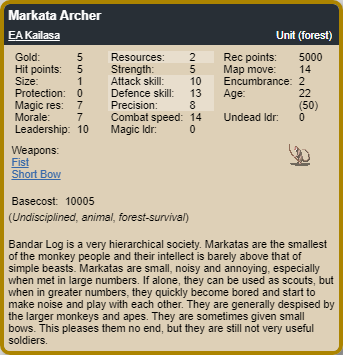 Markata Archer
EA Kailasa Unit (forest)
Gold: 5 Resources: 2 Rec points: 5000
Hit points: 5 Strength: 5 Map move: 14
Size: 1 Attack skill: 10 Encumbrance: 2
Protection: 0 Defence skill: 13 Age: 22
Magic res: 7 Precision: 8 (50)
Morale: 7 Combat speed: 14 Undead ldr: 0
Leadership: 10 Magic ldr: 0
Weapons:
Fist
Short Bow
Basecost: 10005
(Undisciplined, animal, forest-survival)
Bandar Log is a very hierarchical society. Markatas are the smallest
of the monkey people and their intellect is barely above that of
simple beasts. Markatas are small, noisy and annoying, especially
when met in large numbers. If alone, they can be used as scouts, but
when in greater numbers, they quickly become bored and start to
make noise and play with each other. They are generally despised by
the larger monkeys and apes. They are sometimes given small
bows. This pleases them no end, but they are still not very useful
soldiers.